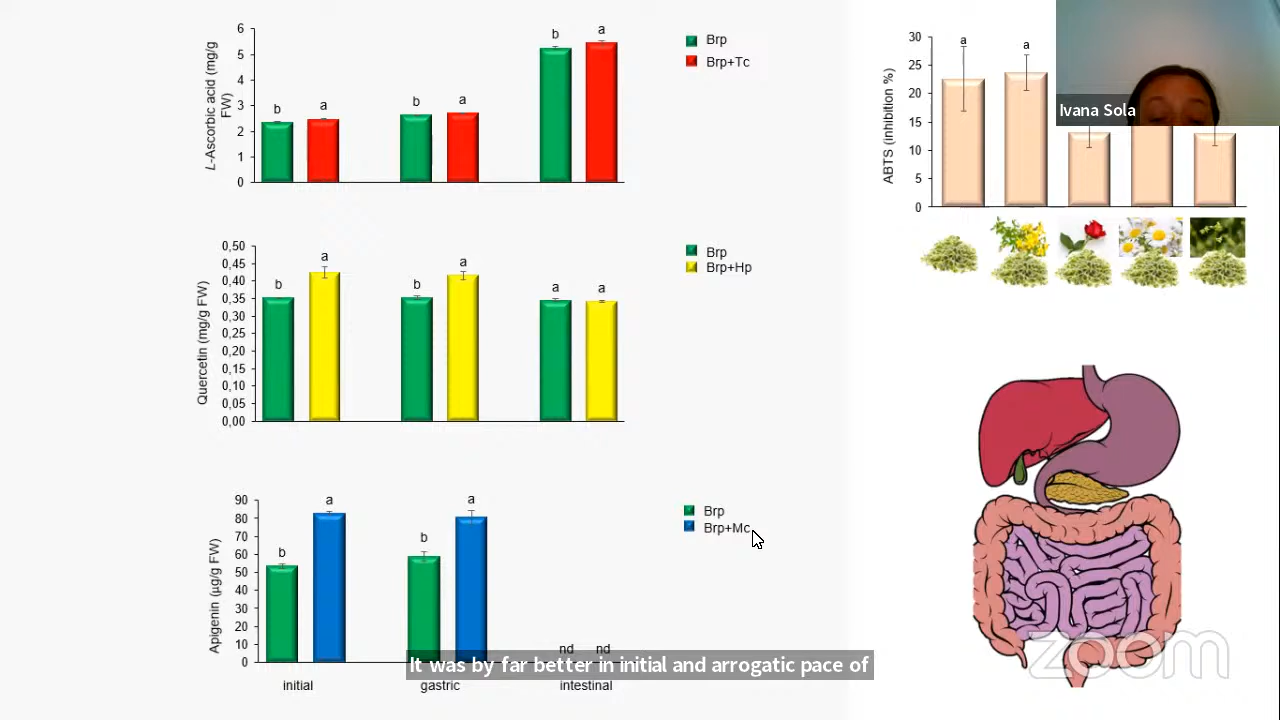 6
5
4
3
2
1
0
L-Ascorbic acid (mg/g
FW)
b
a
b
a
b
a
Brp
Brp+Tc
0,50
0,45
0,40
0,35
0,30
0,25
0,20
0,15
0,10
0,05
0,00
Quercetin (mg/g FW)
b
a
b
a
a
a
Brp
Brp+Hp
90
80
70
60
50
40
30
20
10
0
Apigenin (µg/g FW)
b
a
b
a
nd
nd
Brp
Brp+Mc
initial
gastric
intestinal
It was by far better in initial and arrogatic pace of
30
25
20
15
10
5
0
ABTS (inhibition %)
a
a
Ivana Sola
zoom